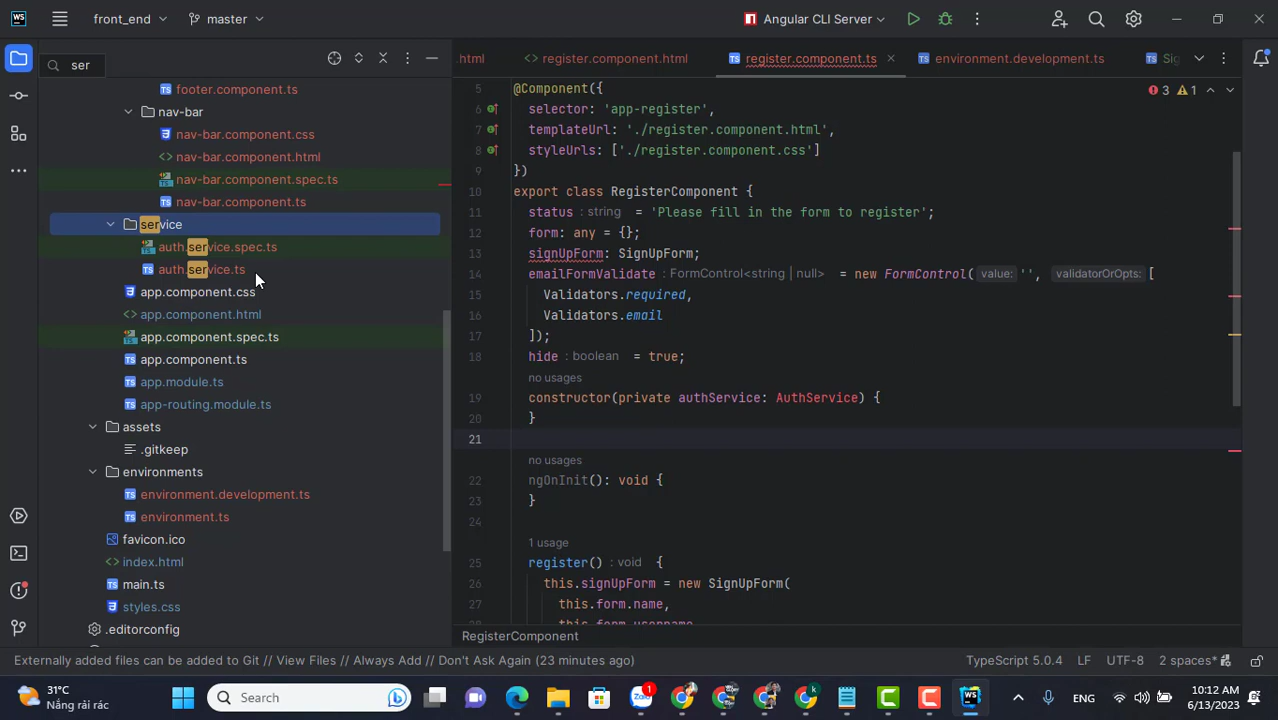 WS front_end master Angular CLI Server
ser
.html register.component.html register.component.ts environment.development.ts
footer.component.ts
nav-bar
nav-bar.component.css
nav-bar.component.html
nav-bar.component.spec.ts
nav-bar.component.ts
service
auth.service.spec.ts
auth.service.ts
app.component.css
app.component.html
app.component.spec.ts
app.component.ts
app.module.ts
app-routing.module.ts
assets
.gitkeep
environments
environment.development.ts
environment.ts
favicon.ico
index.html
main.ts
styles.css
.editorconfig
3 1
5 @Component({
6 selector: 'app-register',
7 templateUrl: './register.component.html',
8 styleUrls: ['./register.component.css']
9 })
10 export class RegisterComponent {
11 status : string = 'Please fill in the form to register';
12 form: any = {};
13 signUpForm: SignUpForm;
14 emailFormValidate : FormControl<string | null> = new FormControl( value: '', validatorOrOpts: [
15 Validators.required,
16 Validators.email
17 ]);
18 hide : boolean = true;
no usages
19 constructor(private authService: AuthService) {
20 }
21
no usages
22 ngOnInit(): void {
23 }
24
1 usage
25 register() : void {
26 this.signUpForm = new SignUpForm(
27 this.form.name,
28 this.form.username
RegisterComponent
Externally added files can be added to Git // View Files // Always Add // Don't Ask Again (23 minutes ago) TypeScript 5.0.4 LF UTF-8 2 spaces*
31°C
Nắng rải rác
Search
1
ENG
10:12 AM
6/13/2023